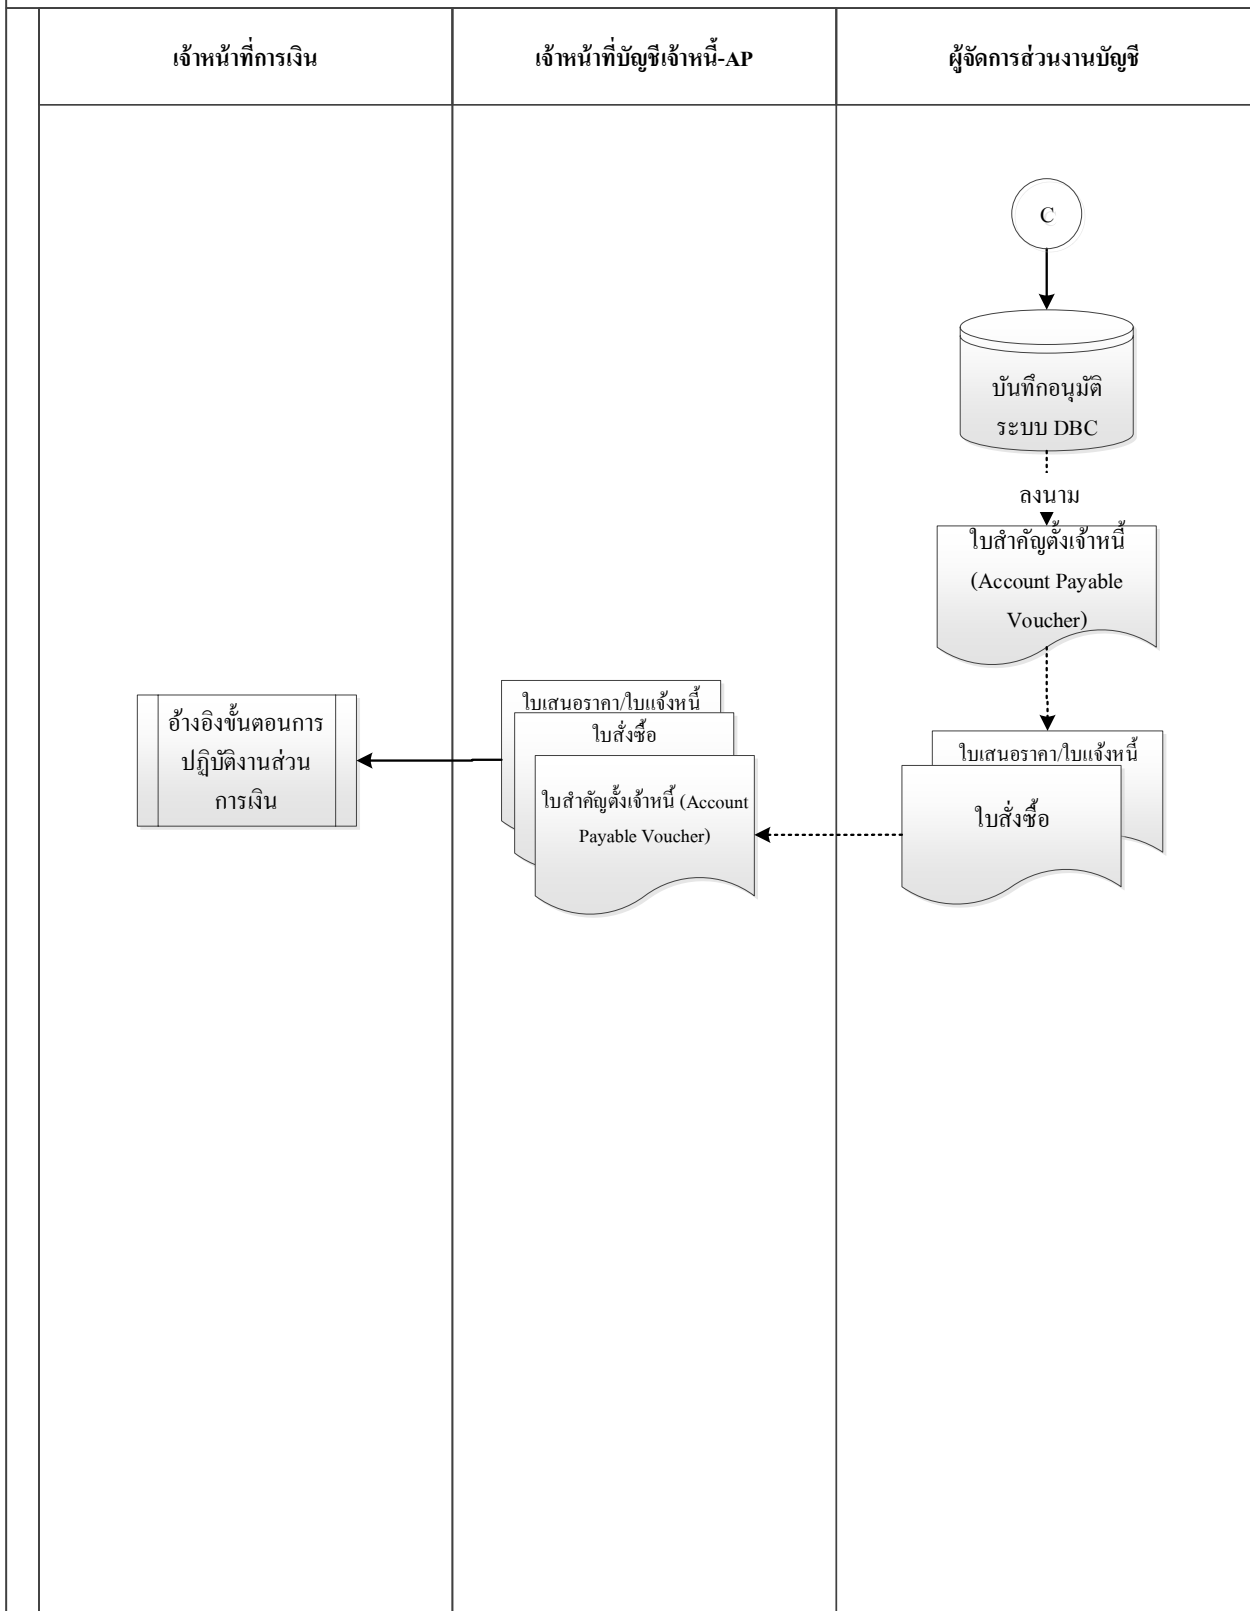 เจ้าหน้าที่การเงิน
เจ้าหน้าที่บัญชีเจ้าหนี้-AP
ผู้จัดการส่วนงานบัญชี
C
บันทึกอนุมัติ
ระบบ DBC
ลงนาม
ใบสำคัญตั้งเจ้าหนี้
(Account Payable
Voucher)
อ้างอิงขั้นตอนการ
ปฏิบัติงานส่วน
การเงิน
ใบเสนอราคา/ใบแจ้งหนี้
ใบสั่งซื้อ
ใบสำคัญตั้งเจ้าหนี้ (Account
Payable Voucher)
ใบเสนอราคา/ใบแจ้งหนี้
ใบสั่งซื้อ